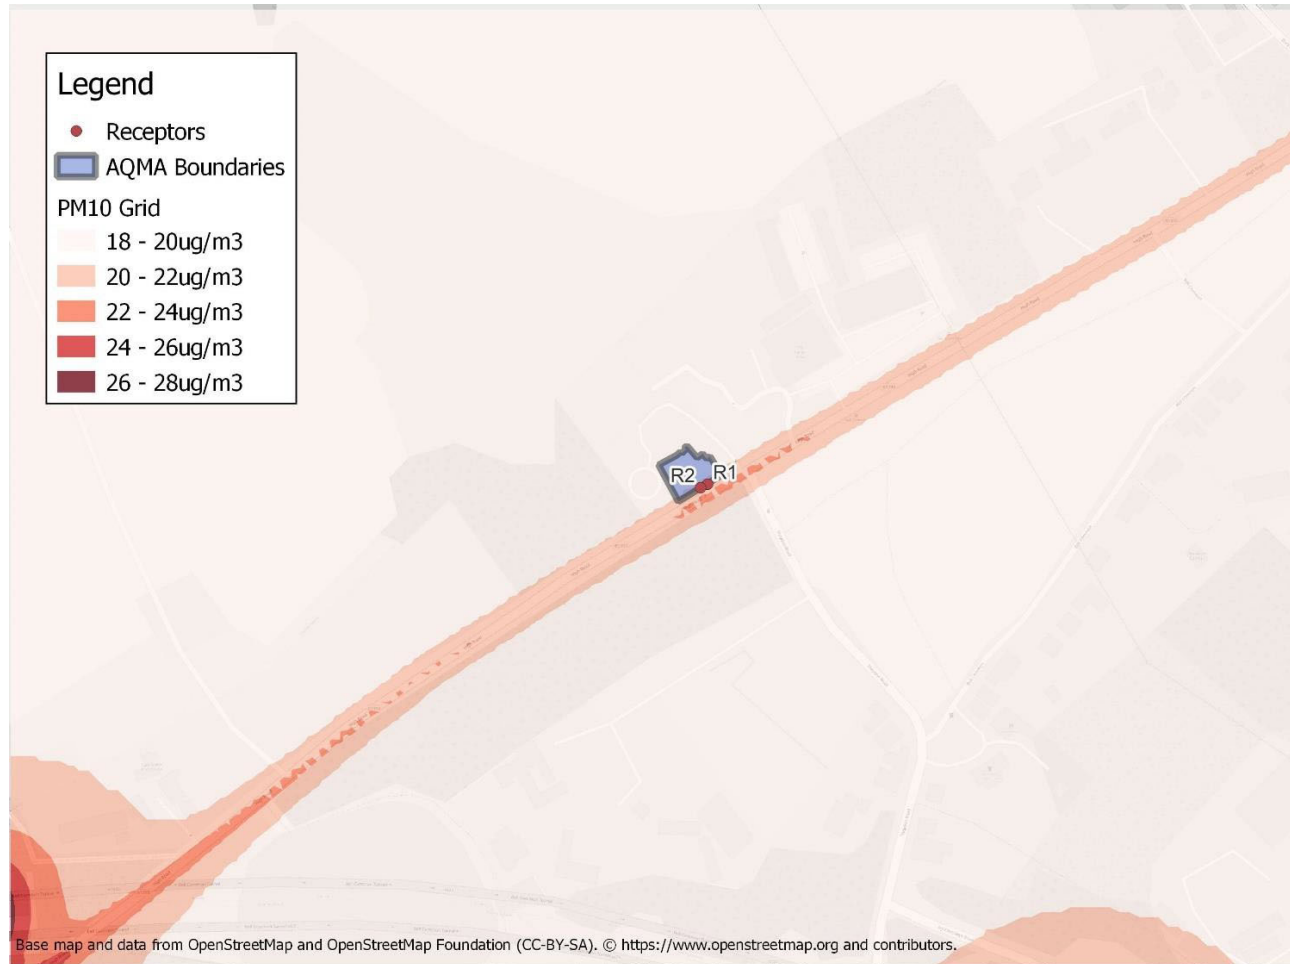 Legend
Receptors
AQMA Boundaries
PM10 Grid
18 - 20ug/m3
20 - 22ug/m3
22 - 24ug/m3
24 - 26ug/m3
26 - 28ug/m3
R2
R1
Base map and data from OpenStreetMap and OpenStreetMap Foundation (CC-BY-SA). © https://www.openstreetmap.org and contributors.